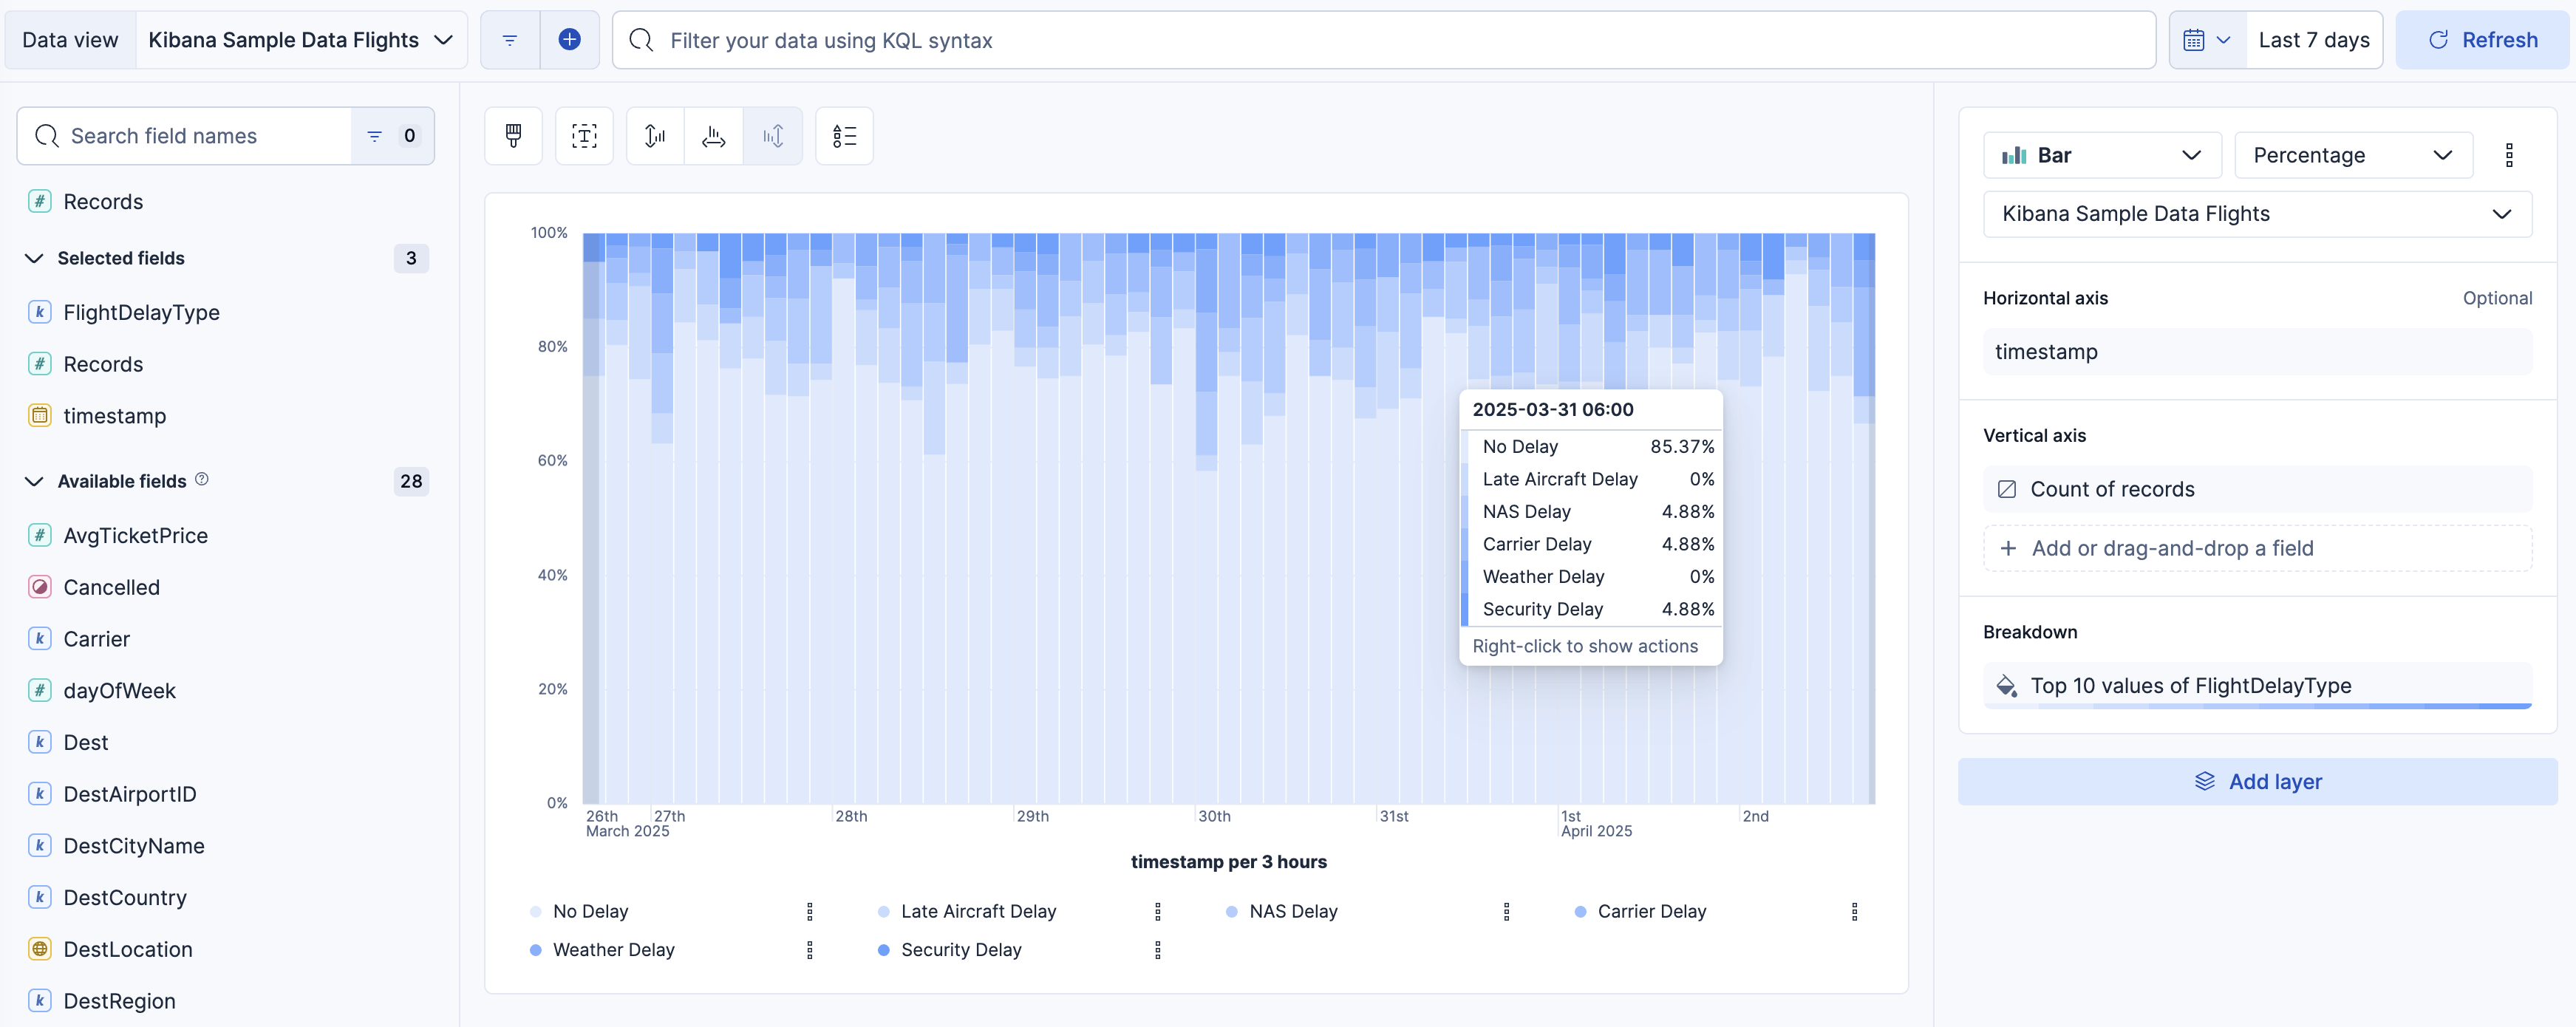 Data view
Kibana Sample Data Flights
Filter your data using KQL syntax
Last 7 days
Refresh
Search field names
0
Records
Selected fields
3
FlightDelayType
Records
timestamp
Available fields
28
AvgTicketPrice
Cancelled
Carrier
dayOfWeek
Dest
DestAirportID
DestCityName
DestCountry
DestLocation
DestRegion
100%
80%
60%
40%
20%
0%
26th
27th
28th
29th
30th
31st
1st
2nd
March 2025
April 2025
timestamp per 3 hours
2025-03-31 06:00
No Delay 85.37%
Late Aircraft Delay 0%
NAS Delay 4.88%
Carrier Delay 4.88%
Weather Delay 0%
Security Delay 4.88%
Right-click to show actions
No Delay
Late Aircraft Delay
NAS Delay
Carrier Delay
Weather Delay
Security Delay
Bar
Percentage
Kibana Sample Data Flights
Horizontal axis
Optional
timestamp
Vertical axis
Count of records
Add or drag-and-drop a field
Breakdown
Top 10 values of FlightDelayType
Add layer